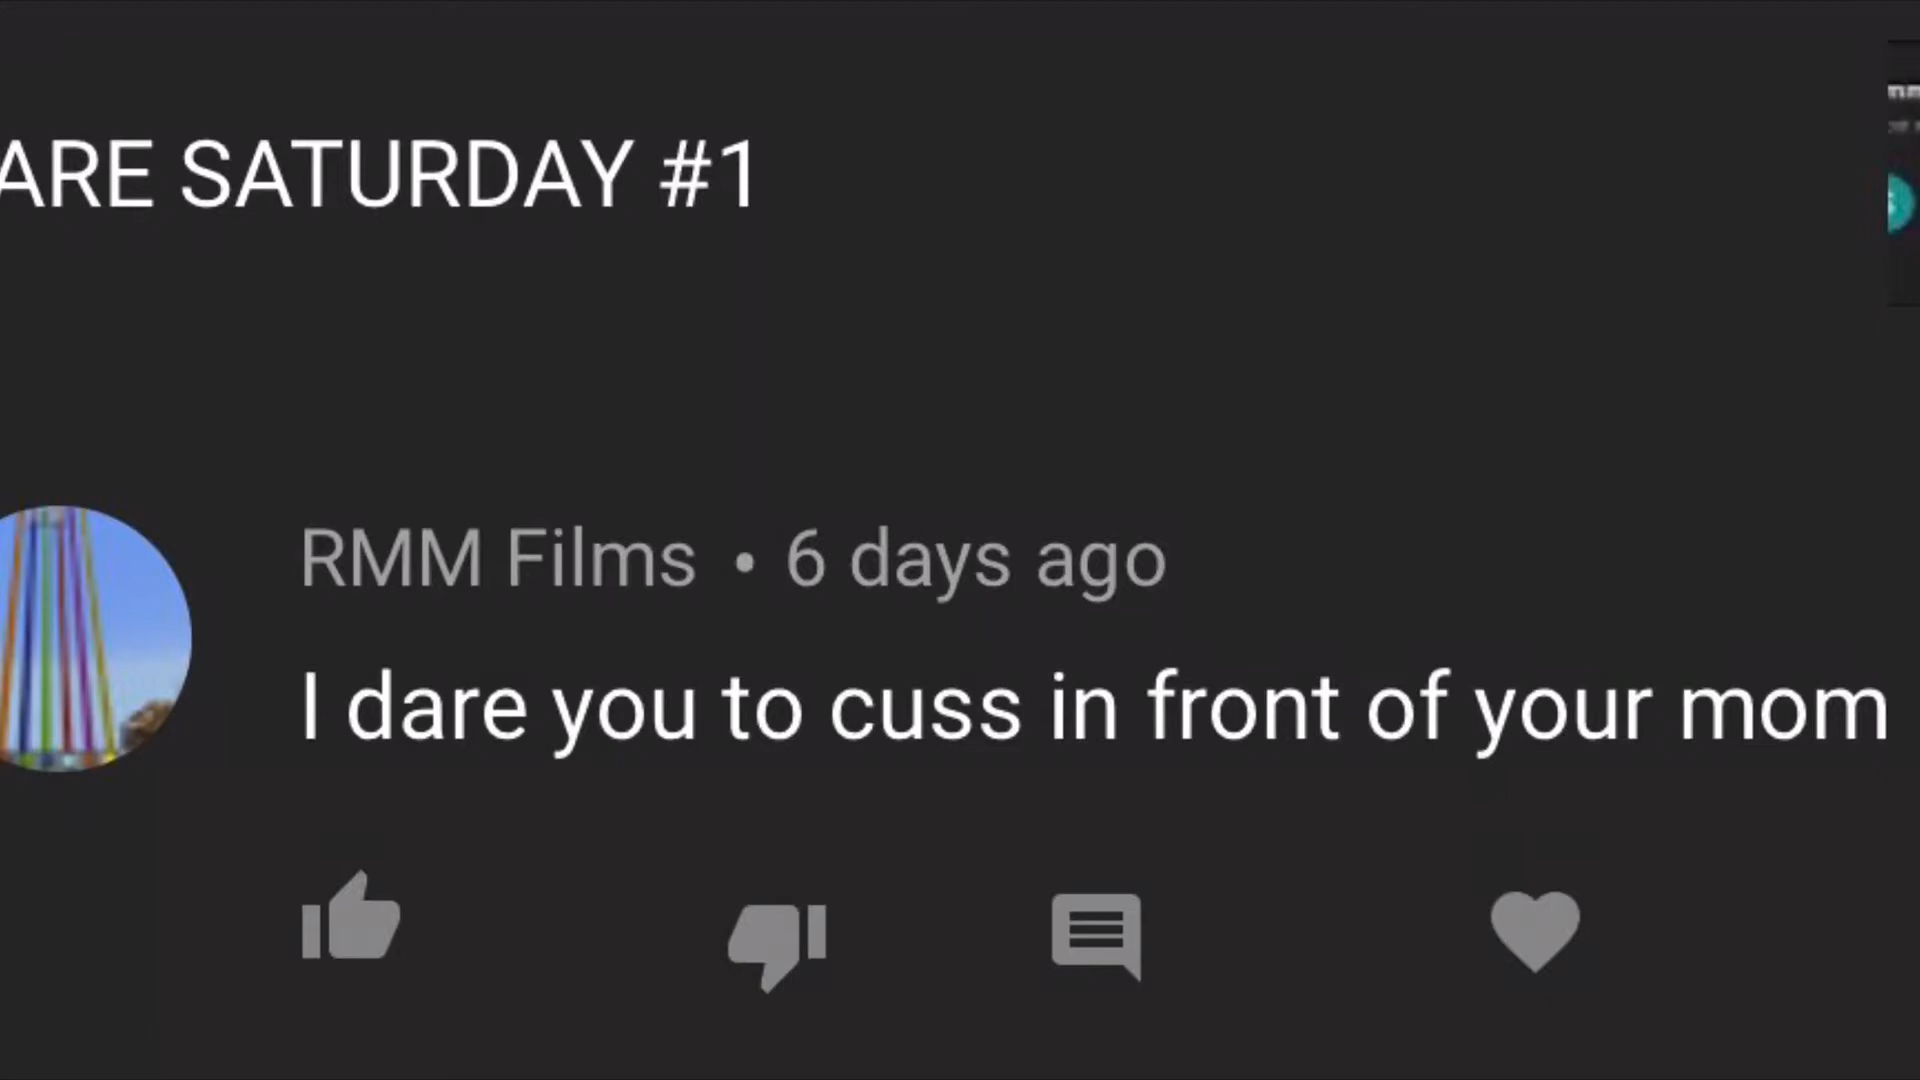 ARE SATURDAY #1
RMM Films • 6 days ago
I dare you to cuss in front of your mom